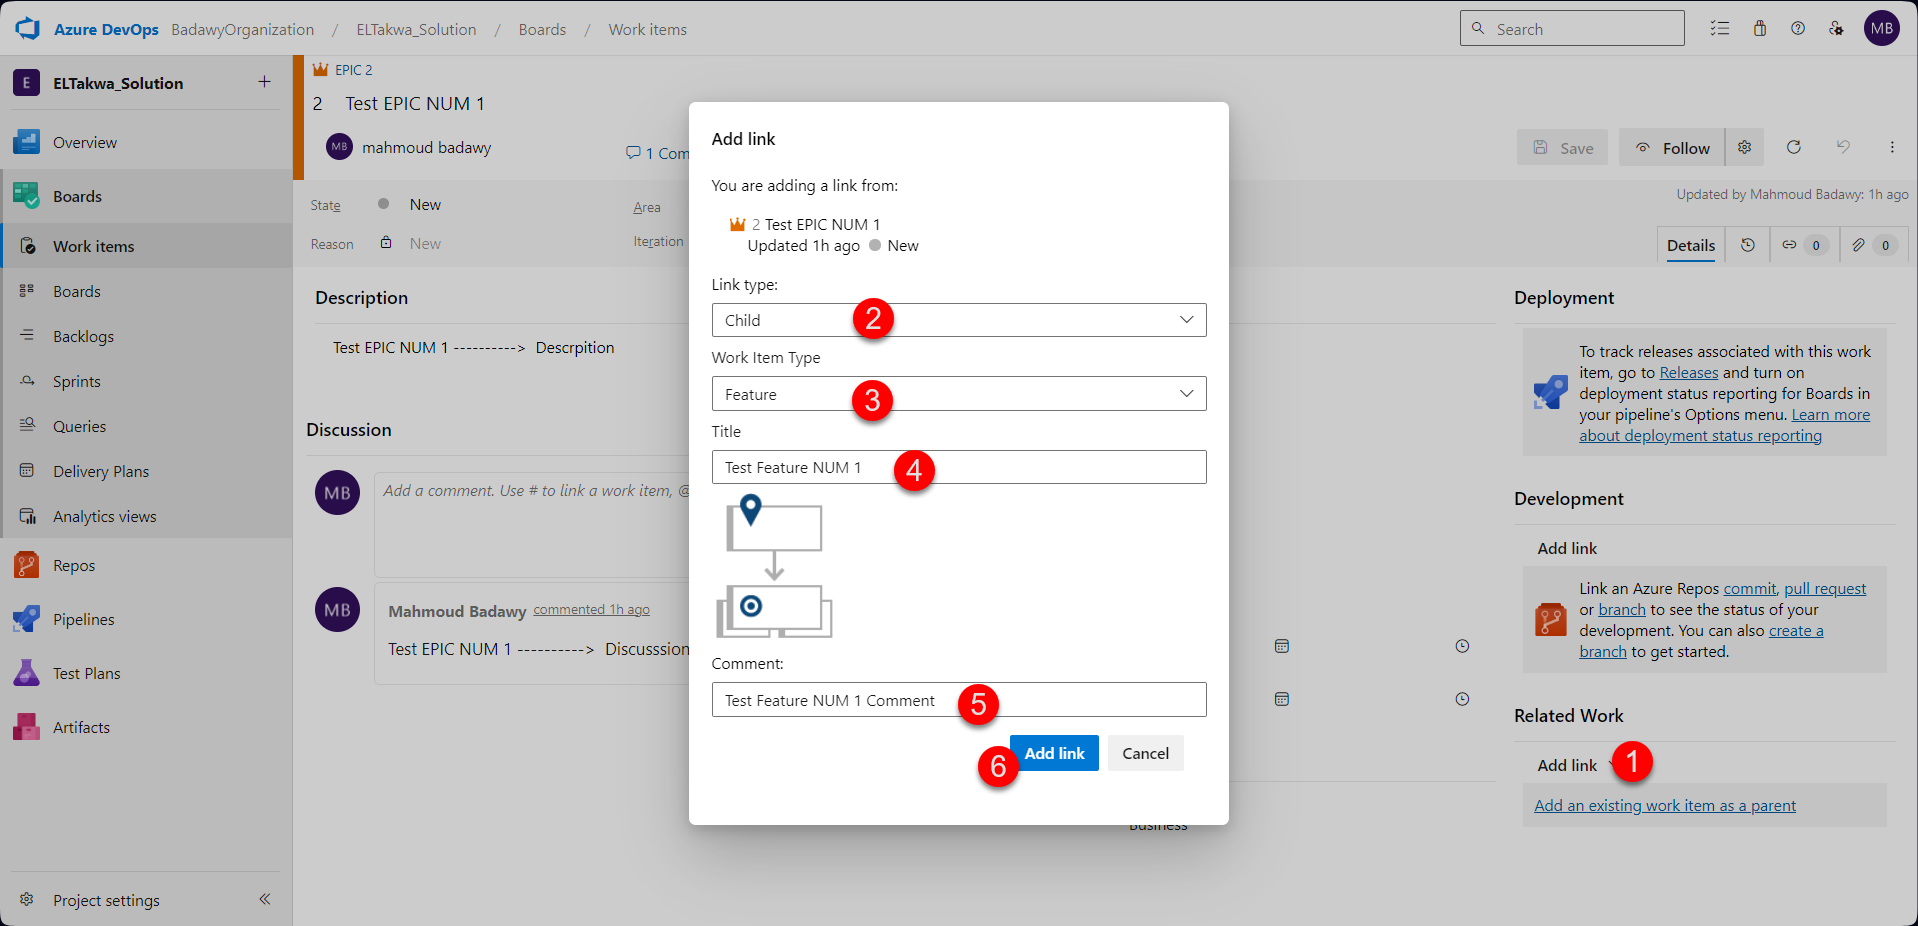 Azure DevOps BadawyOrganization / ELTakwa_Solution / Boards / Work items
Search
MB
E ELTakwa_Solution +
Overview
Boards
Work items
Boards
Backlogs
Sprints
Queries
Delivery Plans
Analytics views
Repos
Pipelines
Test Plans
Artifacts
Project settings
EPIC 2
2 Test EPIC NUM 1
MB mahmoud badawy
1 Com
Save
Follow
State New
Area
Reason New
Iteration
Updated by Mahmoud Badawy: 1h ago
Details 0 0
Description
Test EPIC NUM 1 ----------> Descrpition
Discussion
MB
Add a comment. Use # to link a work item, @
MB
Mahmoud Badawy commented 1h ago
Test EPIC NUM 1 ----------> Discusssion
Add link
You are adding a link from:
2 Test EPIC NUM 1
Updated 1h ago New
Link type:
Child 2
Work Item Type
Feature 3
Title
Test Feature NUM 1 4
Comment:
Test Feature NUM 1 Comment 5
6 Add link Cancel
Business
Deployment
To track releases associated with this work
item, go to Releases and turn on
deployment status reporting for Boards in
your pipeline's Options menu. Learn more
about deployment status reporting
Development
Add link
Link an Azure Repos commit, pull request
or branch to see the status of your
development. You can also create a
branch to get started.
Related Work
Add link 1
Add an existing work item as a parent